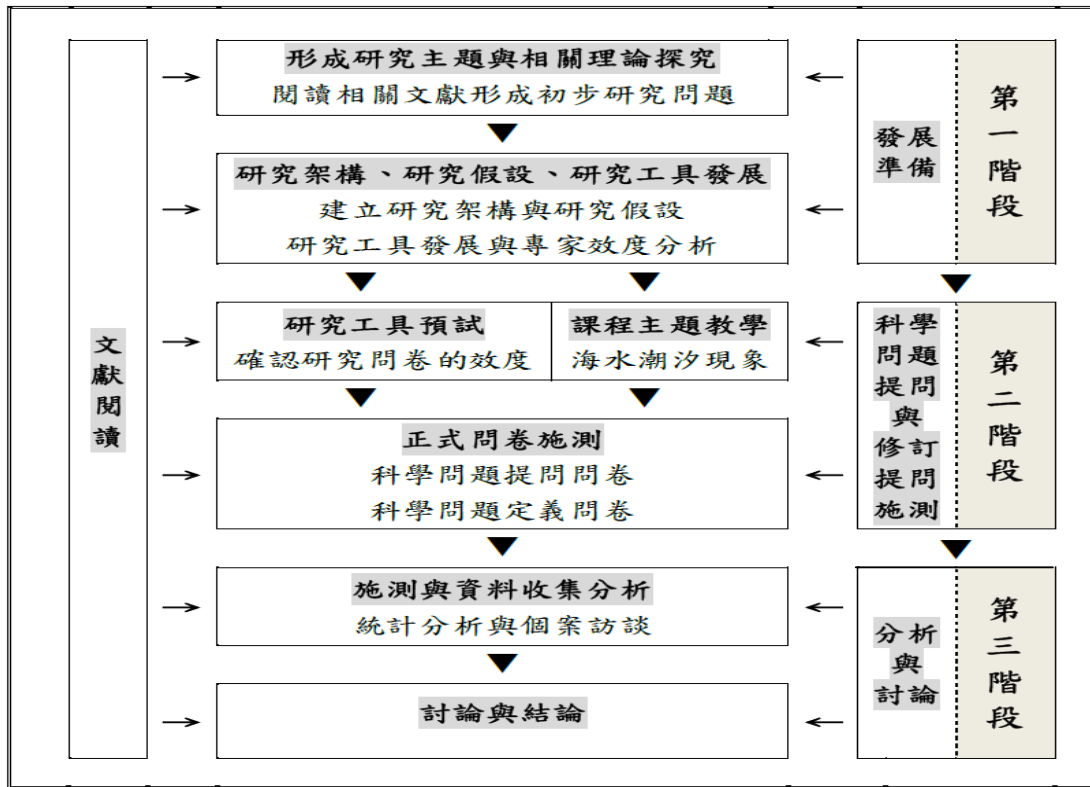 文獻閱讀
形成研究主題與相關理論探究
閱讀相關文獻形成初步研究問題
研究架構、研究假設、研究工具發展
建立研究架構與研究假設
研究工具發展與專家效度分析
研究工具預試
確認研究問卷的效度
課程主題教學
海水潮汐現象
正式問卷施測
科學問題提問問卷
科學問題定義問卷
施測與資料收集分析
統計分析與個案訪談
討論與結論
發展
準備
第一階段
科學
問題
提問
與
修訂
提問
施測
第二階段
分析
與
討論
第三階段